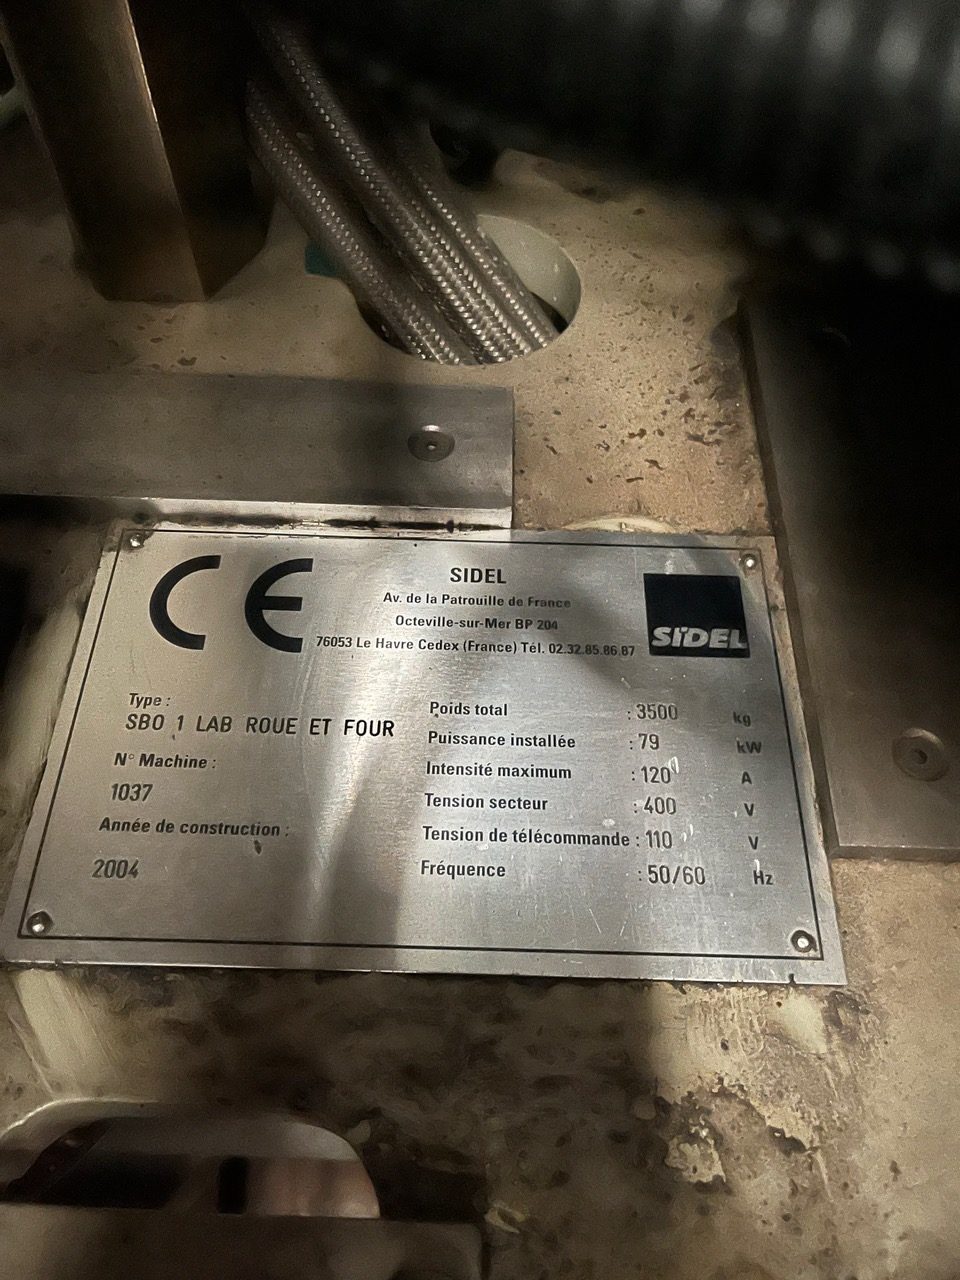 CE
SIDEL
Av. de la Patrouille de France
Octeville-sur-Mer BP 204
76053 Le Havre Cedex (France) Tél. 02.32.85.86.87
SiDEL
Type :
SBO 1 LAB ROUE ET FOUR
N° Machine :
1037
Année de construction :
2004
Poids total : 3500 kg
Puissance installée : 79 kW
Intensité maximum : 120 A
Tension secteur : 400 V
Tension de télécommande : 110 V
Fréquence : 50/60 Hz